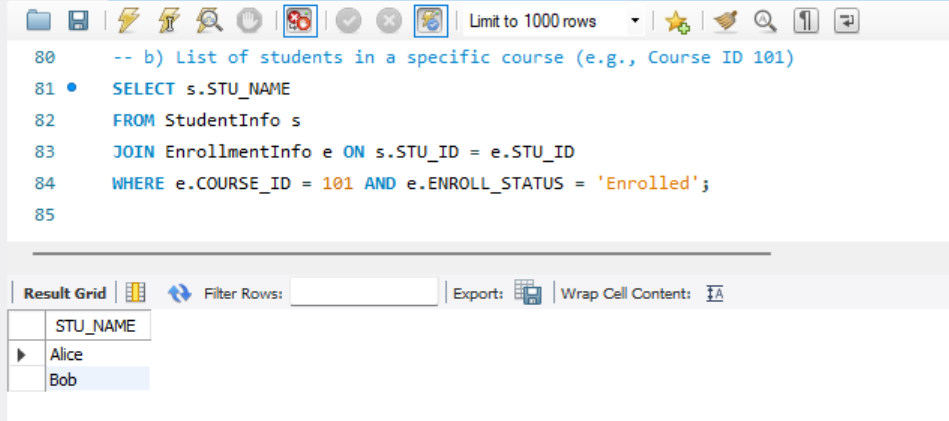 Limit to 1000 rows
80 -- b) List of students in a specific course (e.g., Course ID 101)
81 SELECT s.STU_NAME
82 FROM StudentInfo s
83 JOIN EnrollmentInfo e ON s.STU_ID = e.STU_ID
84 WHERE e.COURSE_ID = 101 AND e.ENROLL_STATUS = 'Enrolled';
85
Result Grid Filter Rows: Export: Wrap Cell Content: IA
STU_NAME
Alice
Bob